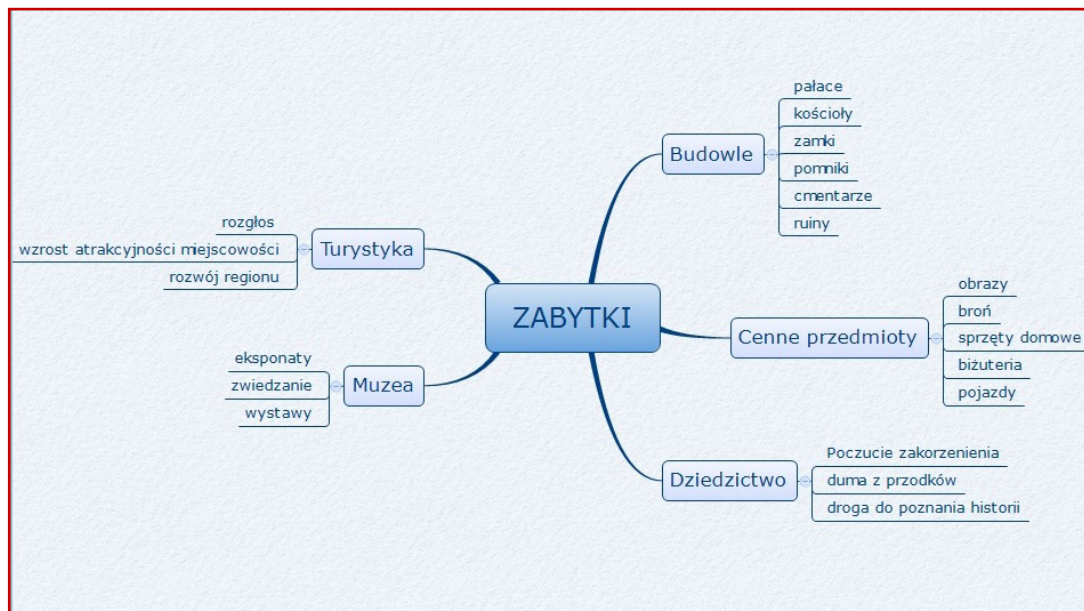 ZABYTKI
Budowle
pałace
kościoły
zamki
pomniki
cmentarze
ruiny
Cenne przedmioty
obrazy
broń
sprzęty domowe
biżuteria
pojazdy
Dziedzictwo
Poczucie zakorzenienia
duma z przodków
droga do poznania historii
Turystyka
rozgłos
wzrost atrakcyjności miejscowości
rozwój regionu
Muzea
eksponaty
zwiedzanie
wystawy